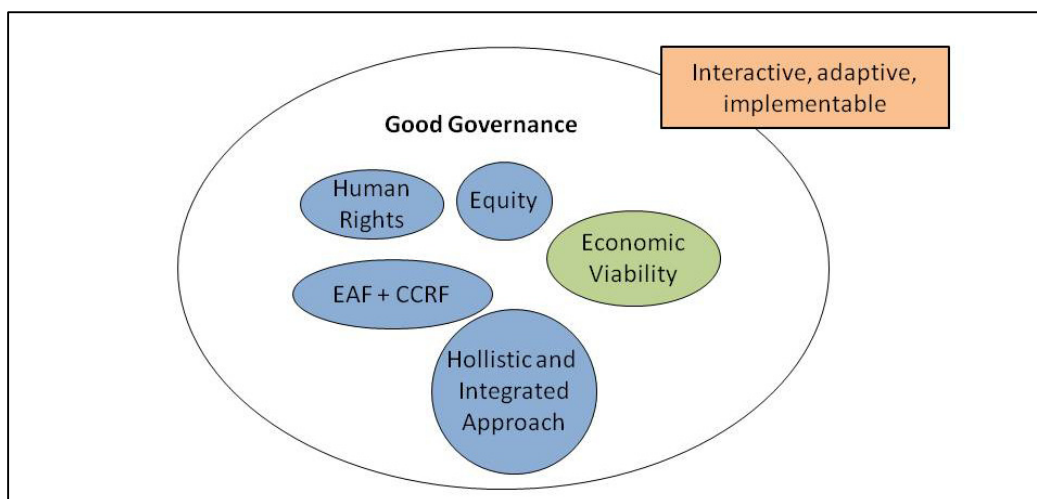 Interactive, adaptive,
implementable
Good Governance
Human
Rights
Equity
Economic
Viability
EAF + CCRF
Hollistic and
Integrated
Approach